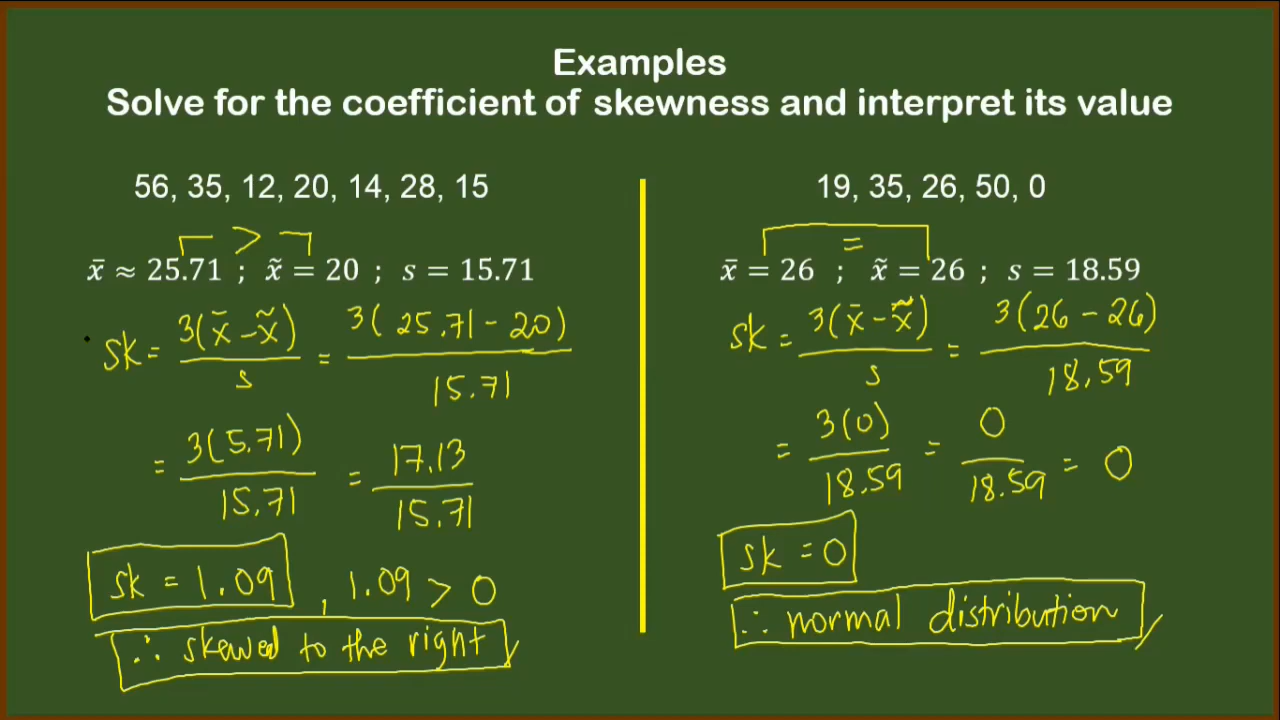 Examples
Solve for the coefficient of skewness and interpret its value
56, 35, 12, 20, 14, 28, 15
>
x̄ ≈ 25.71 ; x̃ = 20 ; s = 15.71
sk = 3(x̄ - x̃) / s = 3(25.71 - 20) / 15.71
= 3(5.71) / 15.71 = 17.13 / 15.71
sk = 1.09 , 1.09 > 0
∴ skewed to the right
19, 35, 26, 50, 0
=
x̄ = 26 ; x̃ = 26 ; s = 18.59
sk = 3(x̄ - x̃) / s = 3(26 - 26) / 18.59
= 3(0) / 18.59 = 0 / 18.59 = 0
sk = 0
∴ normal distribution